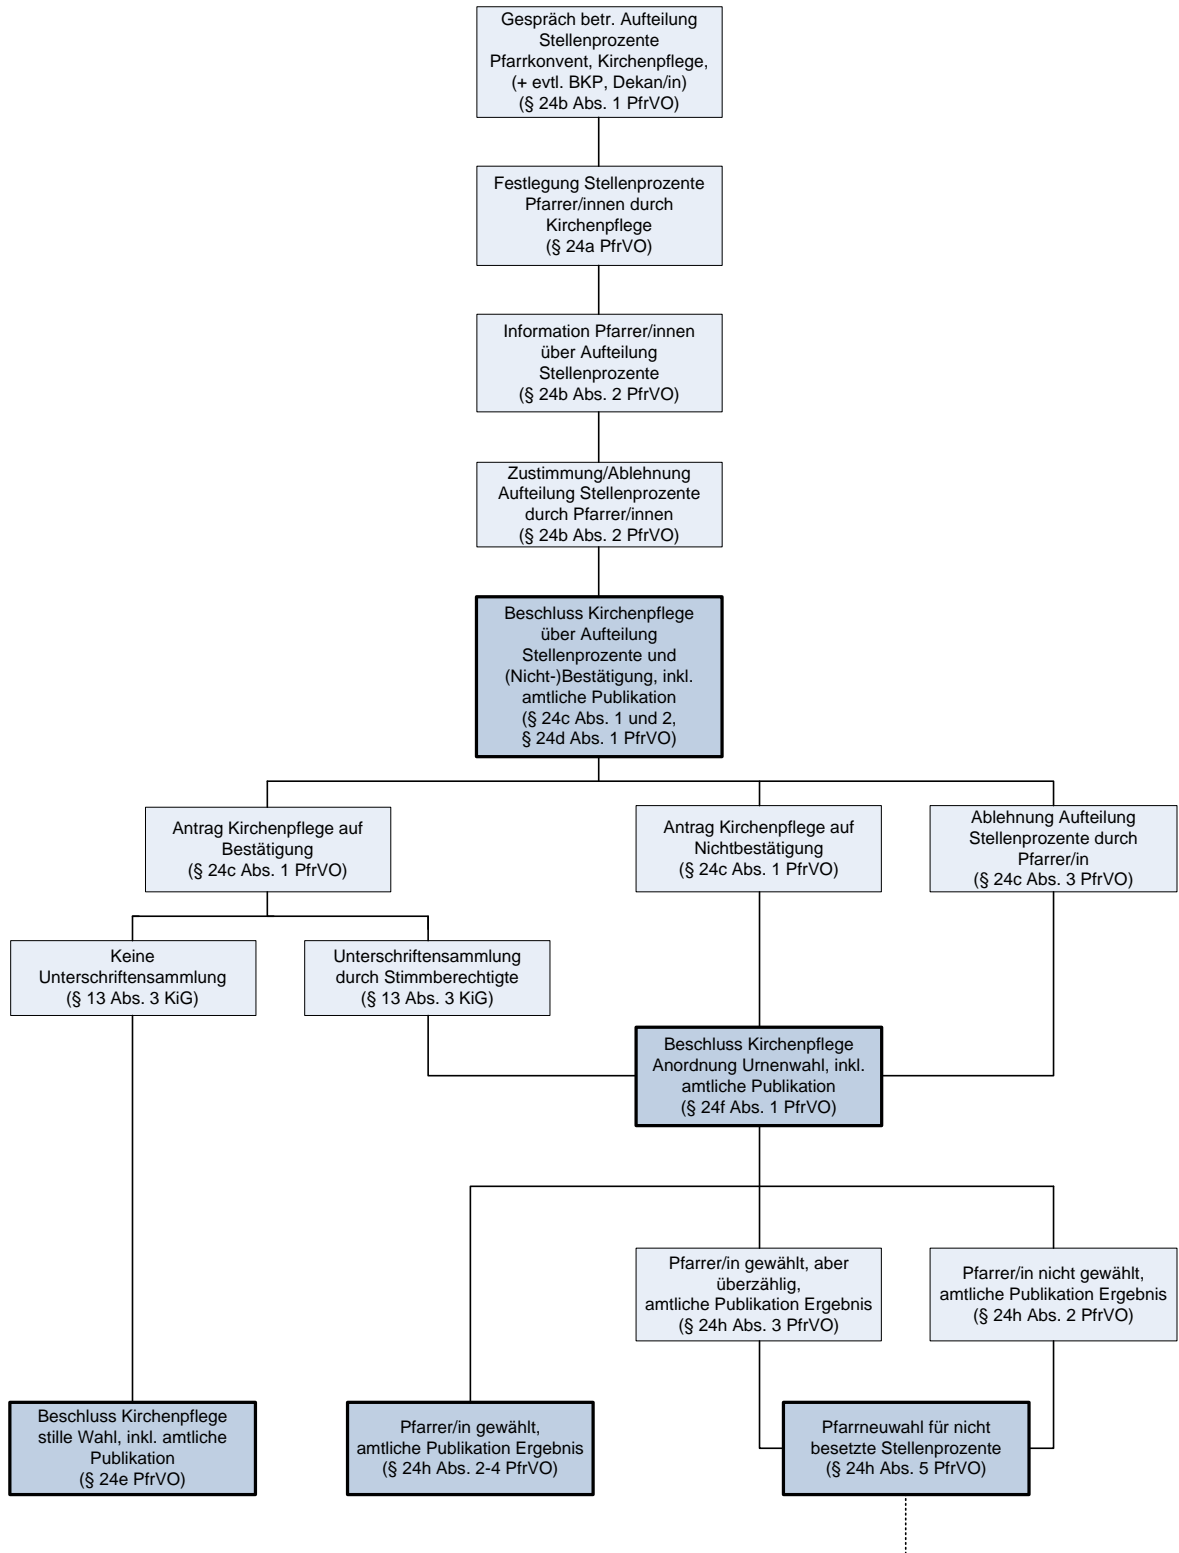 Gespräch betr. Aufteilung
Stellenprozente
Pfarrkonvent, Kirchenpflege,
(+ evtl. BKP, Dekan/in)
(§ 24b Abs. 1 PfrVO)
Festlegung Stellenprozente
Pfarrer/innen durch
Kirchenpflege
(§ 24a PfrVO)
Information Pfarrer/innen
über Aufteilung
Stellenprozente
(§ 24b Abs. 2 PfrVO)
Zustimmung/Ablehnung
Aufteilung Stellenprozente
durch Pfarrer/innen
(§ 24b Abs. 2 PfrVO)
Beschluss Kirchenpflege
über Aufteilung
Stellenprozente und
(Nicht-)Bestätigung, inkl.
amtliche Publikation
(§ 24c Abs. 1 und 2,
§ 24d Abs. 1 PfrVO)
Antrag Kirchenpflege auf
Bestätigung
(§ 24c Abs. 1 PfrVO)
Antrag Kirchenpflege auf
Nichtbestätigung
(§ 24c Abs. 1 PfrVO)
Ablehnung Aufteilung
Stellenprozente durch
Pfarrer/in
(§ 24c Abs. 3 PfrVO)
Keine
Unterschriftensammlung
(§ 13 Abs. 3 KiG)
Unterschriftensammlung
durch Stimmberechtigte
(§ 13 Abs. 3 KiG)
Beschluss Kirchenpflege
Anordnung Urnenwahl, inkl.
amtliche Publikation
(§ 24f Abs. 1 PfrVO)
Pfarrer/in gewählt, aber
überzählig,
amtliche Publikation Ergebnis
(§ 24h Abs. 3 PfrVO)
Pfarrer/in nicht gewählt,
amtliche Publikation Ergebnis
(§ 24h Abs. 2 PfrVO)
Beschluss Kirchenpflege
stille Wahl, inkl. amtliche
Publikation
(§ 24e PfrVO)
Pfarrer/in gewählt,
amtliche Publikation Ergebnis
(§ 24h Abs. 2-4 PfrVO)
Pfarrneuwahl für nicht
besetzte Stellenprozente
(§ 24h Abs. 5 PfrVO)